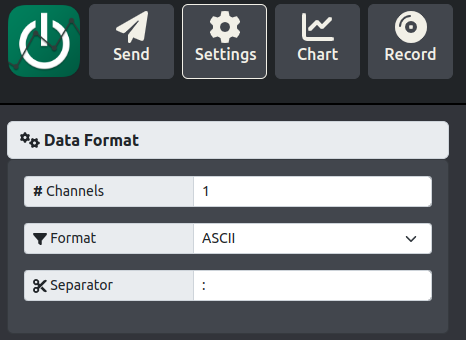 Send
Settings
Chart
Record
Data Format
# Channels
1
Format
ASCII
Separator
: